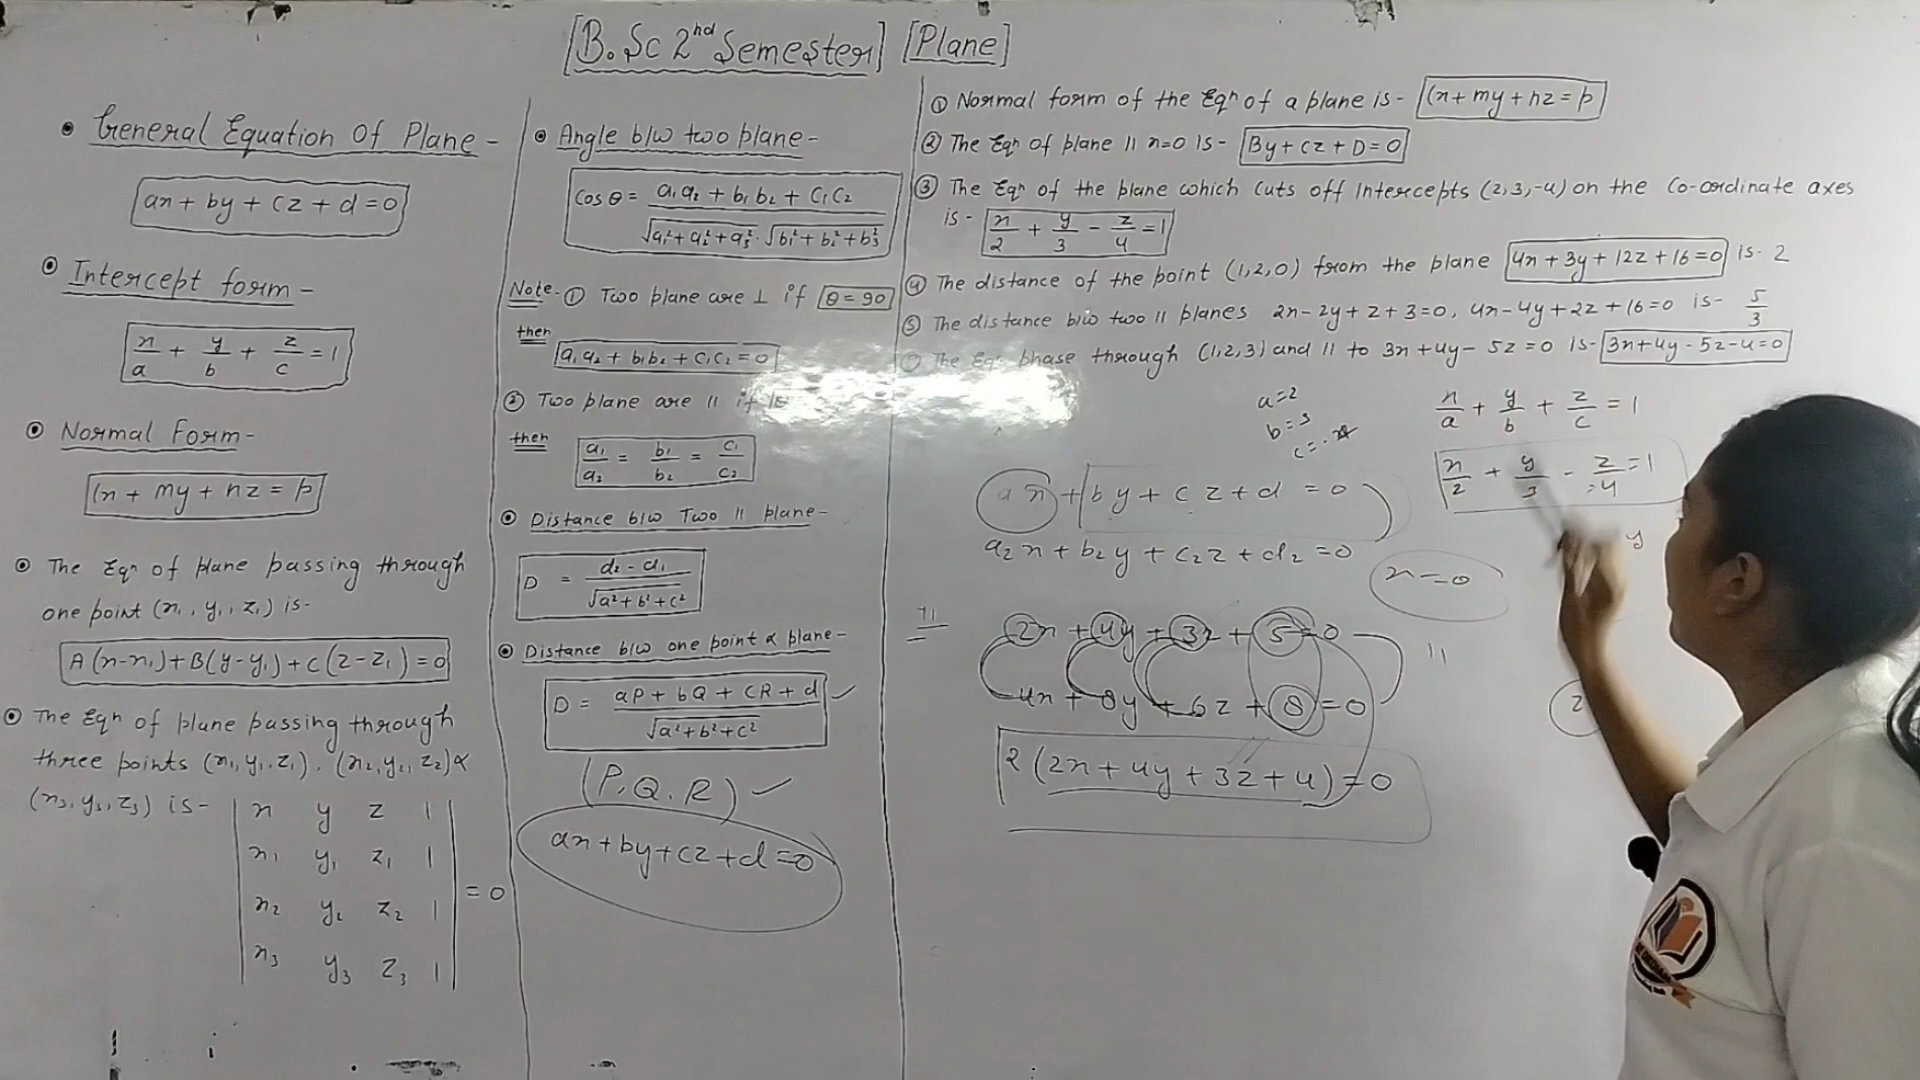 [B.Sc 2nd Semester] [Plane]
• General Equation Of Plane -
ax + by + cz + d = 0
• Intercept form -
x/a + y/b + z/c = 1
• Normal Form -
lx + my + nz = p
• The Eqn of plane passing through
one point (x1, y1, z1) is -
A(x-x1)+B(y-y1)+C(z-z1)=0
• The Eqn of plane passing through
three points (x1, y1, z1), (x2, y2, z2) &
(x3, y3, z3) is -
x y z 1
x1 y1 z1 1
x2 y2 z2 1
x3 y3 z3 1
= 0
• Angle b/w two plane -
Cos θ = a1a2 + b1b2 + c1c2 / √a1²+a2²+a3² · √b1²+b2²+b3²
Note - ① Two plane are ⊥ if θ = 90
then
a1a2 + b1b2 + c1c2 = 0
② Two plane are || if
then
a1/a2 = b1/b2 = c1/c2
• Distance b/w Two || plane -
D = d2 - d1 / √a²+b²+c²
• Distance b/w one point & plane -
D = aP + bQ + cR + d / √a²+b²+c² ✓
(P, Q, R) ✓
ax + by + cz + d = 0
① Normal form of the Eqn of a plane is - lx + my + nz = p
② The Eqn of plane || x=0 is - By + cz + D = 0
③ The Eqn of the plane which cuts off Intercepts (2, 3, -4) on the Co-ordinate axes
is - x/2 + y/3 - z/4 = 1
④ The distance of the point (1, 2, 0) from the plane 4x + 3y + 12z + 16 = 0 is - 2
⑤ The distance b/w two || planes 2x - 2y + z + 3 = 0, 4x - 4y + 2z + 16 = 0 is - 5/3
The Eqn phase through (1, 2, 3) and || to 3x + 4y - 5z = 0 is - 3x + 4y - 5z - 4 = 0
a = 2
b = 3
x/a + y/b + z/c = 1
x/2 + y/3 - z/4 = 1
y
ax + by + cz + d = 0
a2x + b2y + c2z + d2 = 0
x = 0
2x + 4y + 3z + 5 = 0
||
4x + 8y + 6z + 8 = 0
2 (2x + 4y + 3z + 4) = 0
2